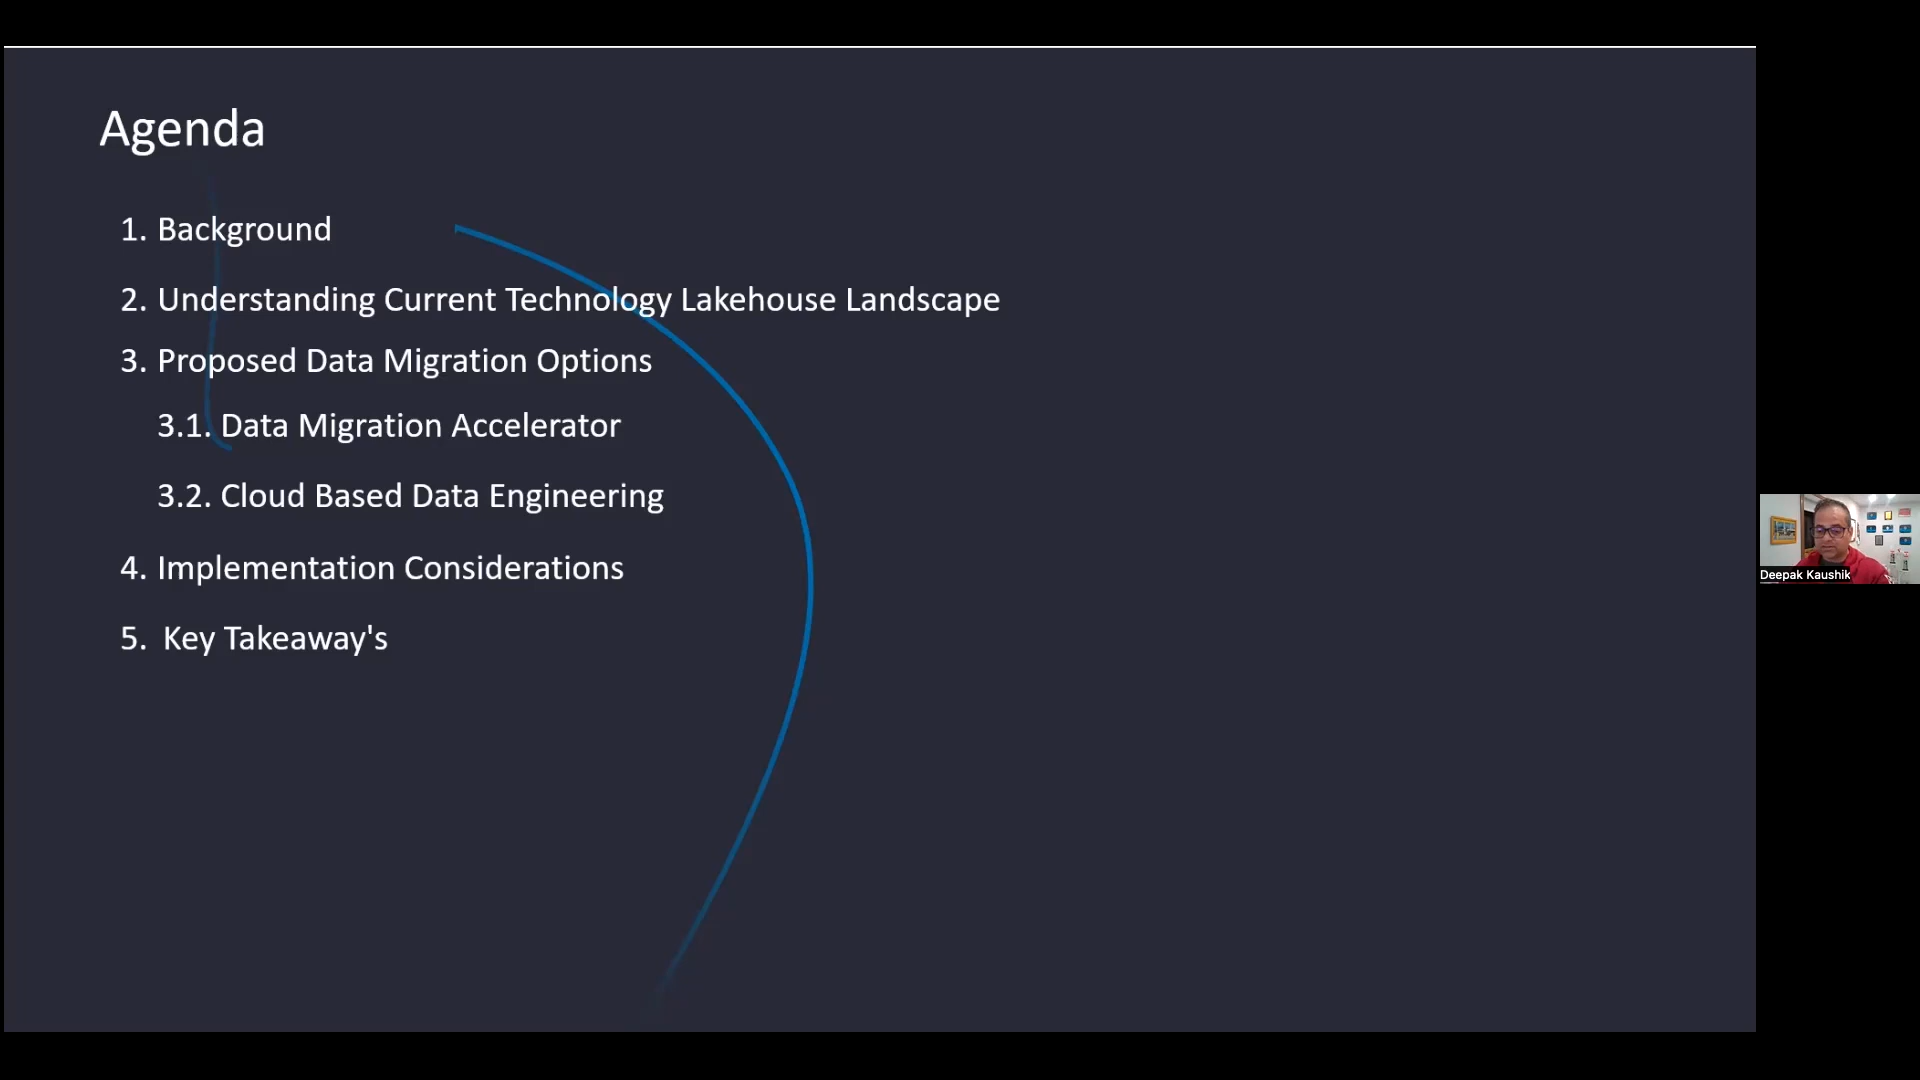 Agenda
1. Background
2. Understanding Current Technology Lakehouse Landscape
3. Proposed Data Migration Options
3.1. Data Migration Accelerator
3.2. Cloud Based Data Engineering
4. Implementation Considerations
5. Key Takeaway's
Deepak Kaushik